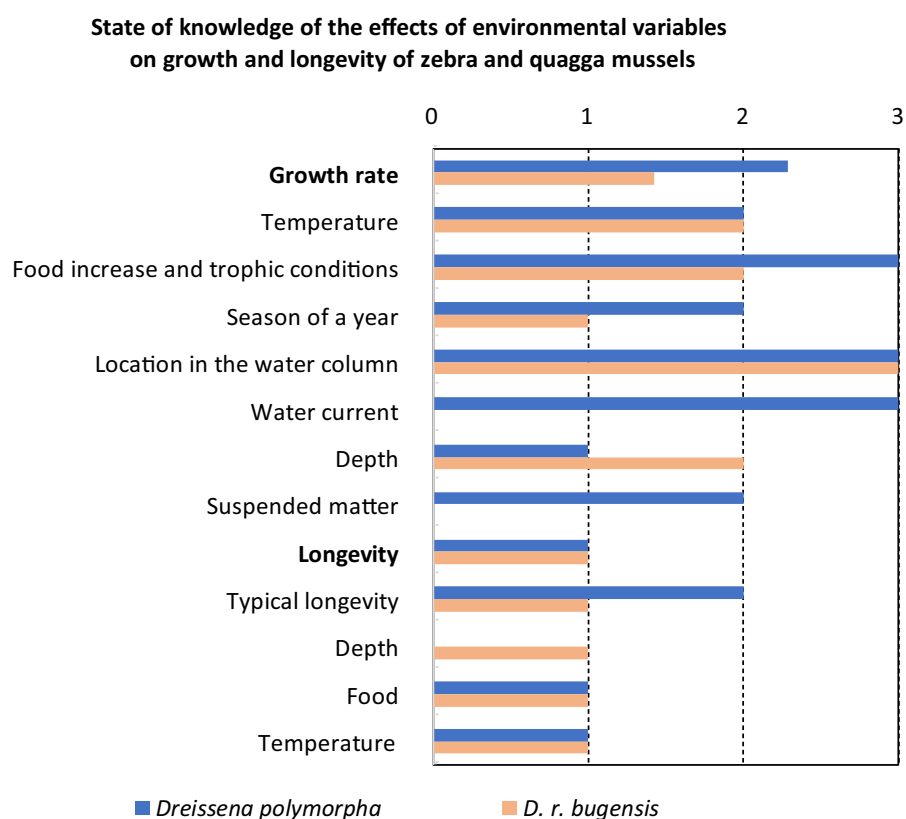 State of knowledge of the effects of environmental variables
on growth and longevity of zebra and quagga mussels
0 1 2 3
Growth rate
Temperature
Food increase and trophic conditions
Season of a year
Location in the water column
Water current
Depth
Suspended matter
Longevity
Typical longevity
Depth
Food
Temperature
Dreissena polymorpha D. r. bugensis